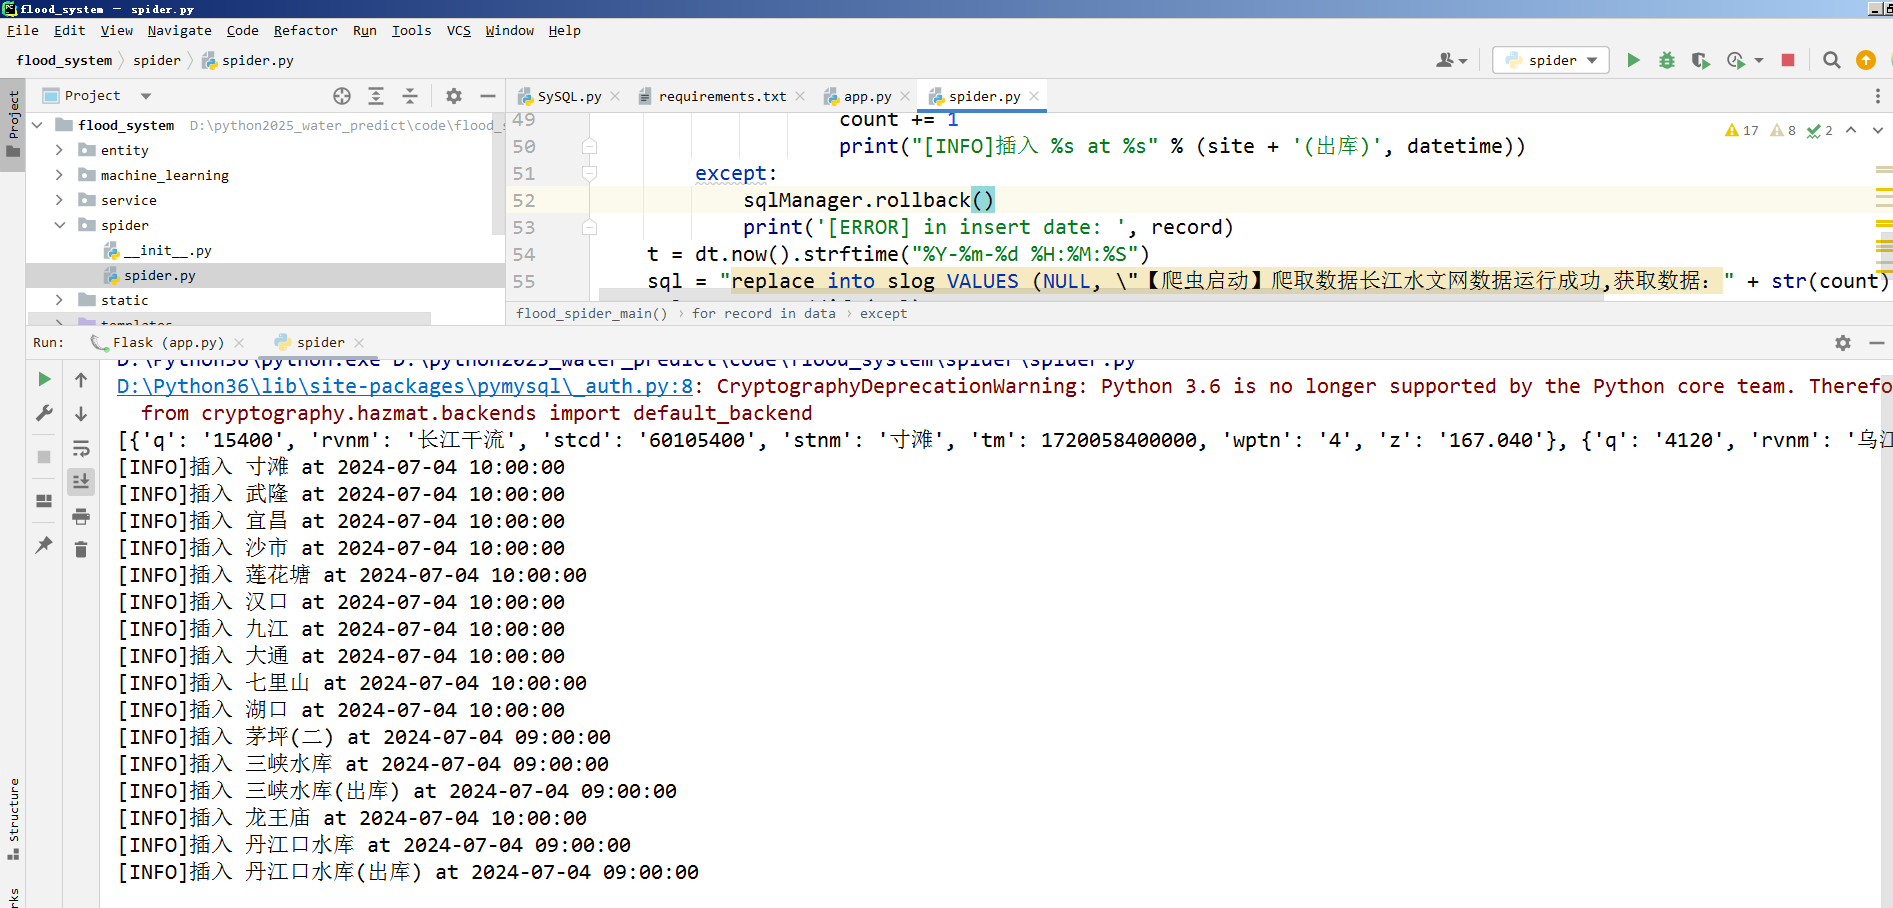 flood_system – spider.py
File Edit View Navigate Code Refactor Run Tools VCS Window Help
flood_system spider spider.py
spider
Project
SySQL.py
requirements.txt
app.py
spider.py
Project
flood_system D:\python2025_water_predict\code\flood_s
entity
machine_learning
service
spider
__init__.py
spider.py
static
templates
49 count += 1
50 print("[INFO]插入 %s at %s" % (site + '(出库)', datetime))
51 except:
52 sqlManager.rollback()
53 print('[ERROR] in insert date: ', record)
54 t = dt.now().strftime("%Y-%m-%d %H:%M:%S")
55 sql = "replace into slog VALUES (NULL, \"【爬虫启动】爬取数据长江水文网数据运行成功,获取数据: " + str(count)
17 8 2
flood_spider_main() › for record in data › except
Run: Flask (app.py) spider
D:\Python36\python.exe D:\python2025_water_predict\code\flood_system\spider\spider.py
D:\Python36\lib\site-packages\pymysql\_auth.py:8: CryptographyDeprecationWarning: Python 3.6 is no longer supported by the Python core team. Therefo
from cryptography.hazmat.backends import default_backend
[{'q': '15400', 'rvnm': '长江干流', 'stcd': '60105400', 'stnm': '寸滩', 'tm': 1720058400000, 'wptn': '4', 'z': '167.040'}, {'q': '4120', 'rvnm': '乌江
[INFO]插入 寸滩 at 2024-07-04 10:00:00
[INFO]插入 武隆 at 2024-07-04 10:00:00
[INFO]插入 宜昌 at 2024-07-04 10:00:00
[INFO]插入 沙市 at 2024-07-04 10:00:00
[INFO]插入 莲花塘 at 2024-07-04 10:00:00
[INFO]插入 汉口 at 2024-07-04 10:00:00
[INFO]插入 九江 at 2024-07-04 10:00:00
[INFO]插入 大通 at 2024-07-04 10:00:00
[INFO]插入 七里山 at 2024-07-04 10:00:00
[INFO]插入 湖口 at 2024-07-04 10:00:00
[INFO]插入 茅坪(二) at 2024-07-04 09:00:00
[INFO]插入 三峡水库 at 2024-07-04 09:00:00
[INFO]插入 三峡水库(出库) at 2024-07-04 09:00:00
[INFO]插入 龙王庙 at 2024-07-04 10:00:00
[INFO]插入 丹江口水库 at 2024-07-04 09:00:00
[INFO]插入 丹江口水库(出库) at 2024-07-04 09:00:00
Structure
rks